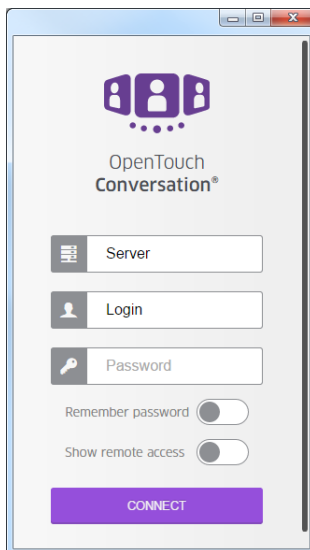 OpenTouch
Conversation®
Server
Login
Password
Remember password
Show remote access
CONNECT